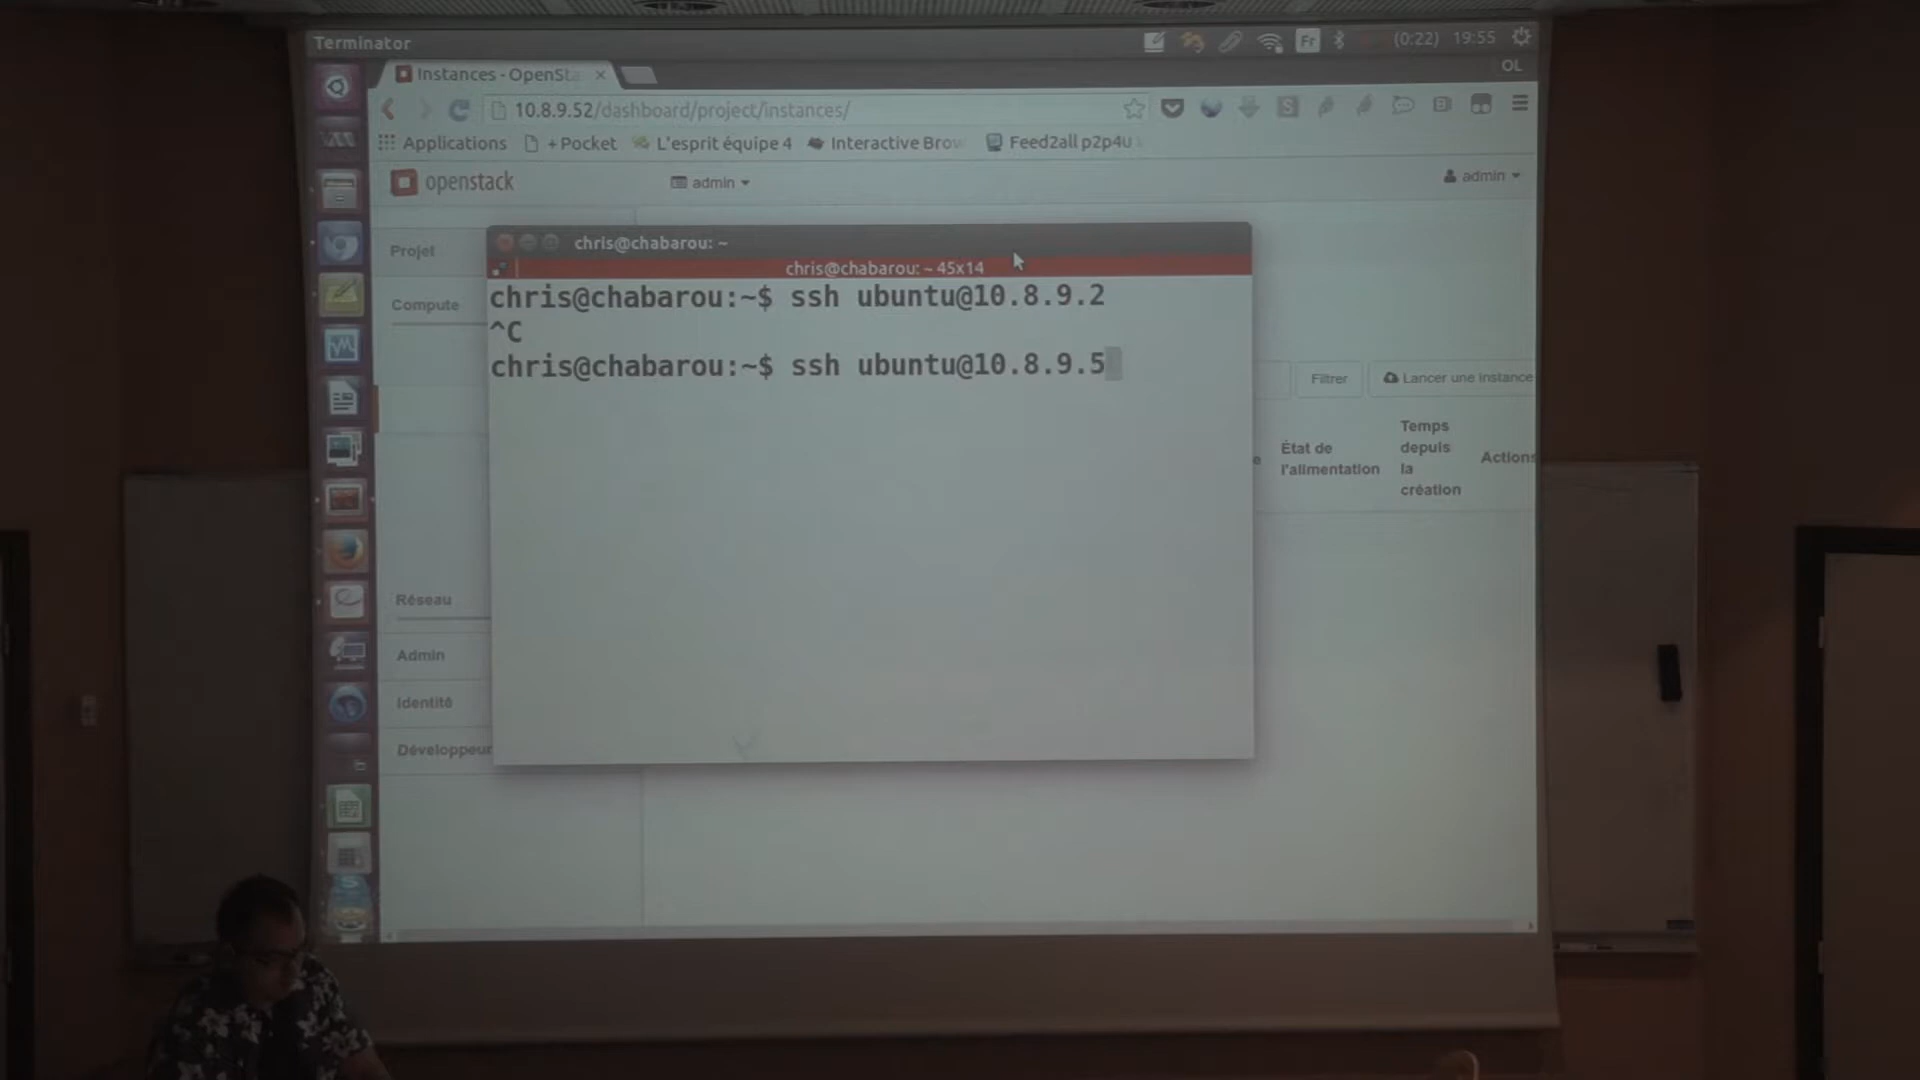 Terminator
Fr
(0:22)
19:55
Instances - OpenSta
OL
10.8.9.52/dashboard/project/instances/
Applications
+Pocket
L'esprit équipe 4
Interactive Brow
Feed2all p2p4u
openstack
admin
admin
chris@chabarou: ~
chris@chabarou: ~ 45x14
chris@chabarou:~$ ssh ubuntu@10.8.9.2
^C
chris@chabarou:~$ ssh ubuntu@10.8.9.5
Projet
Compute
Réseau
Admin
Identité
Développeur
Filtrer
Lancer une instance
État de
l'alimentation
Temps
depuis
la
création
Actions